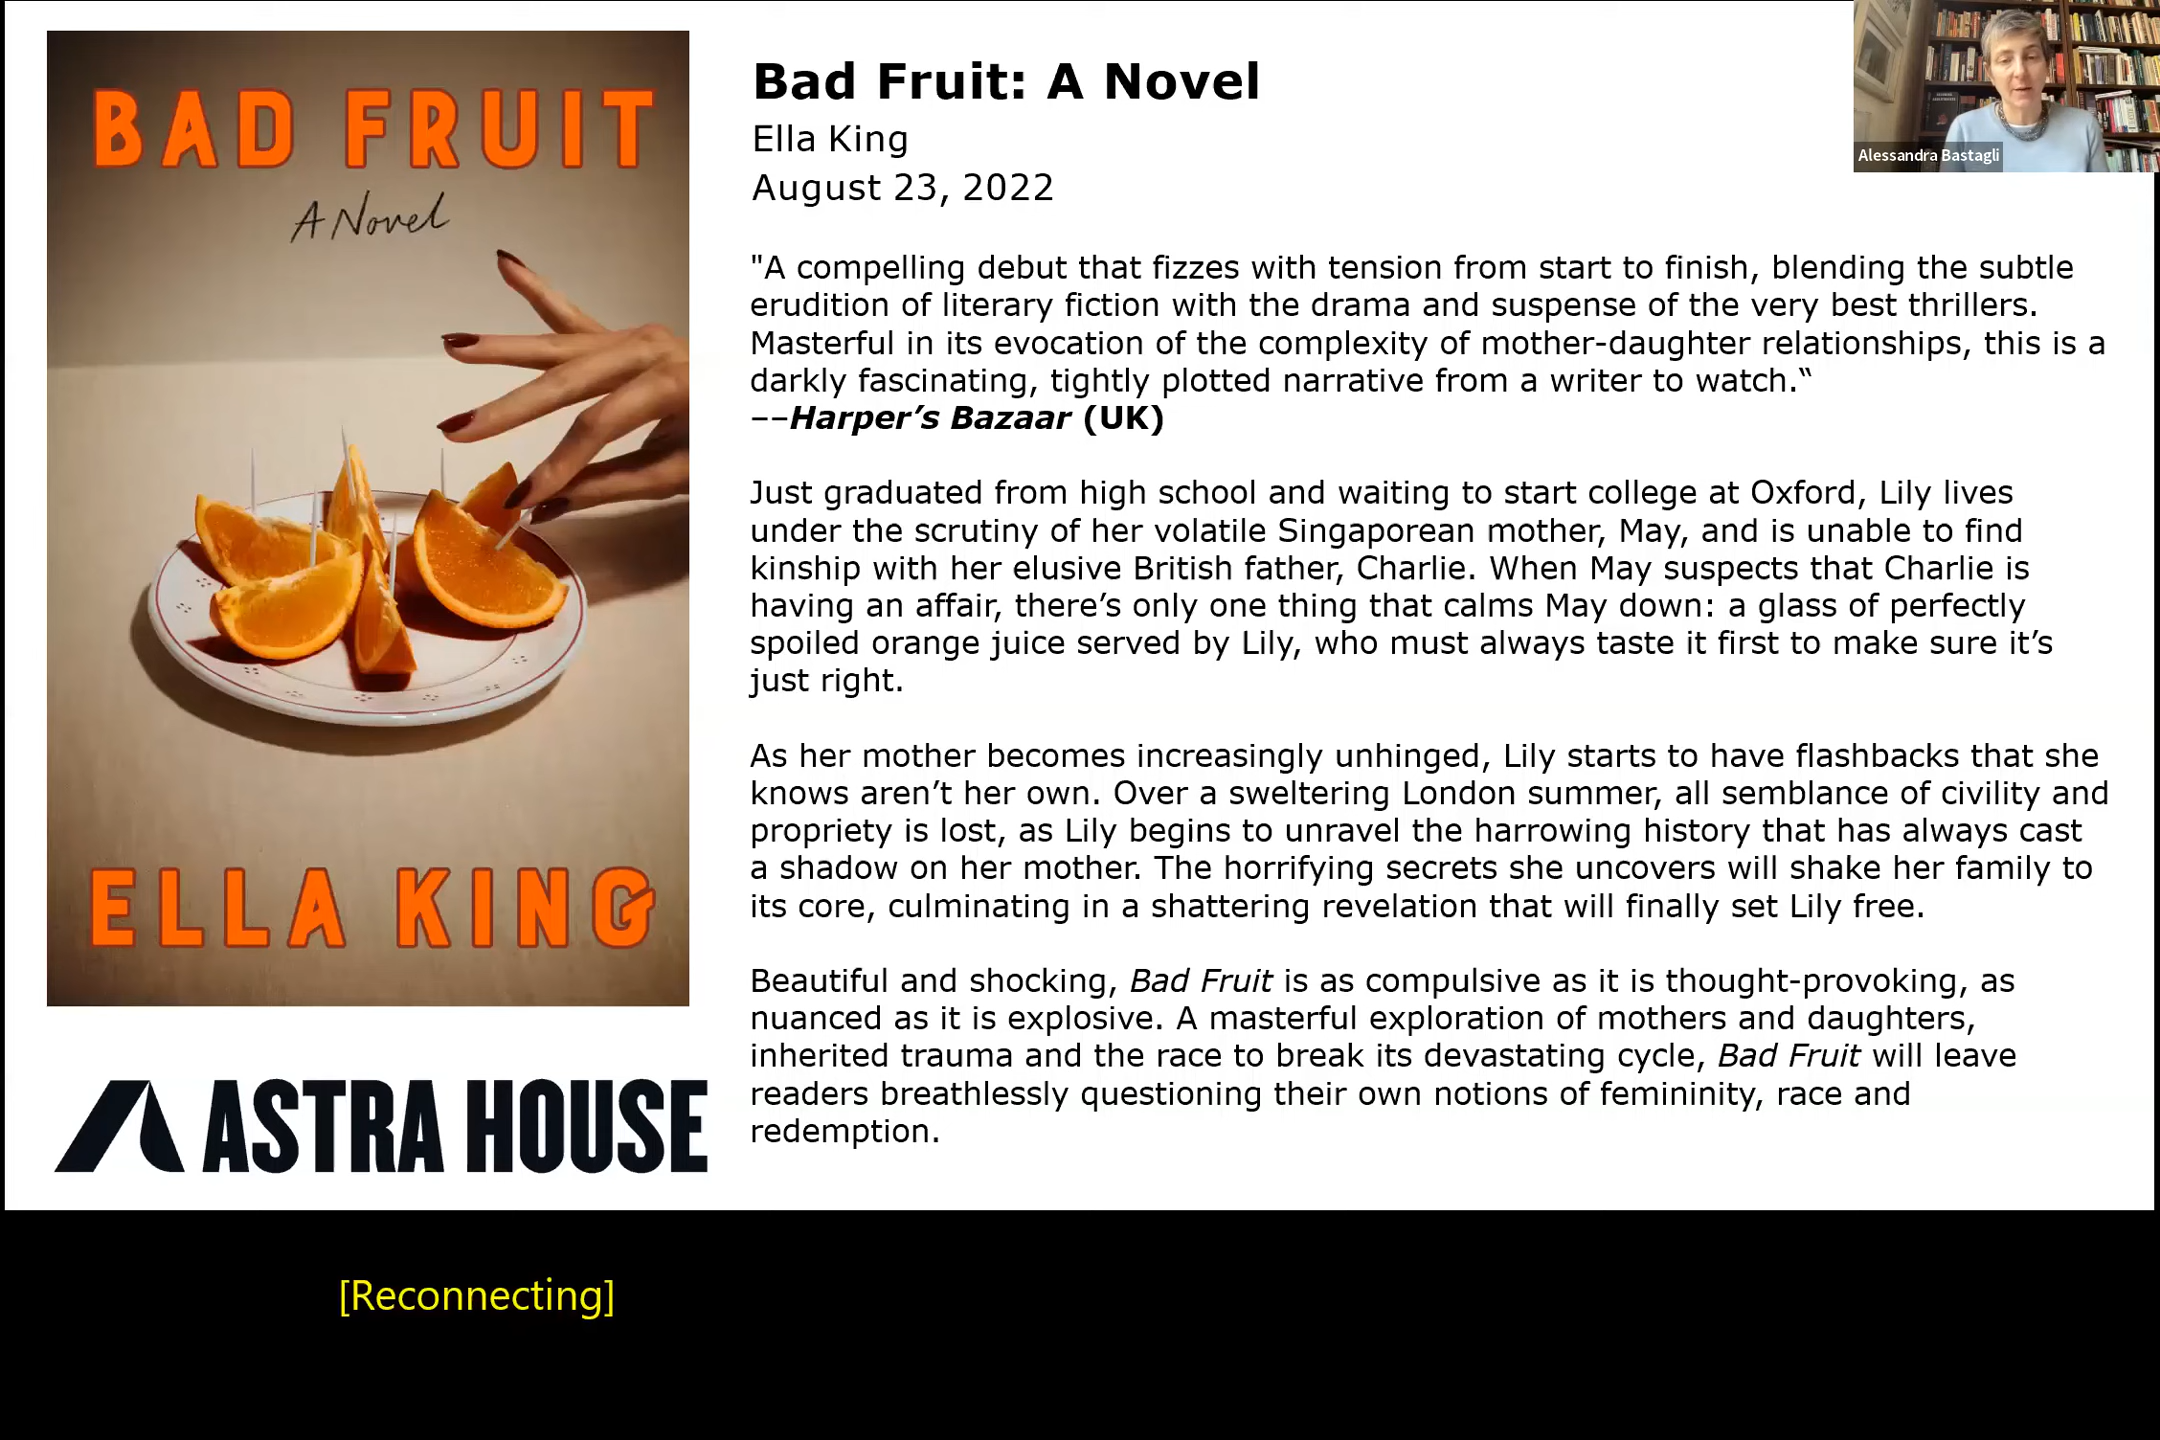 BAD FRUIT
A Novel
ELLA KING
ASTRA HOUSE
Bad Fruit: A Novel
Ella King
August 23, 2022
"A compelling debut that fizzes with tension from start to finish, blending the subtle
erudition of literary fiction with the drama and suspense of the very best thrillers.
Masterful in its evocation of the complexity of mother-daughter relationships, this is a
darkly fascinating, tightly plotted narrative from a writer to watch.“
––Harper’s Bazaar (UK)
Just graduated from high school and waiting to start college at Oxford, Lily lives
under the scrutiny of her volatile Singaporean mother, May, and is unable to find
kinship with her elusive British father, Charlie. When May suspects that Charlie is
having an affair, there’s only one thing that calms May down: a glass of perfectly
spoiled orange juice served by Lily, who must always taste it first to make sure it’s
just right.
As her mother becomes increasingly unhinged, Lily starts to have flashbacks that she
knows aren’t her own. Over a sweltering London summer, all semblance of civility and
propriety is lost, as Lily begins to unravel the harrowing history that has always cast
a shadow on her mother. The horrifying secrets she uncovers will shake her family to
its core, culminating in a shattering revelation that will finally set Lily free.
Beautiful and shocking, Bad Fruit is as compulsive as it is thought-provoking, as
nuanced as it is explosive. A masterful exploration of mothers and daughters,
inherited trauma and the race to break its devastating cycle, Bad Fruit will leave
readers breathlessly questioning their own notions of femininity, race and
redemption.
Alessandra Bastagli
[Reconnecting]